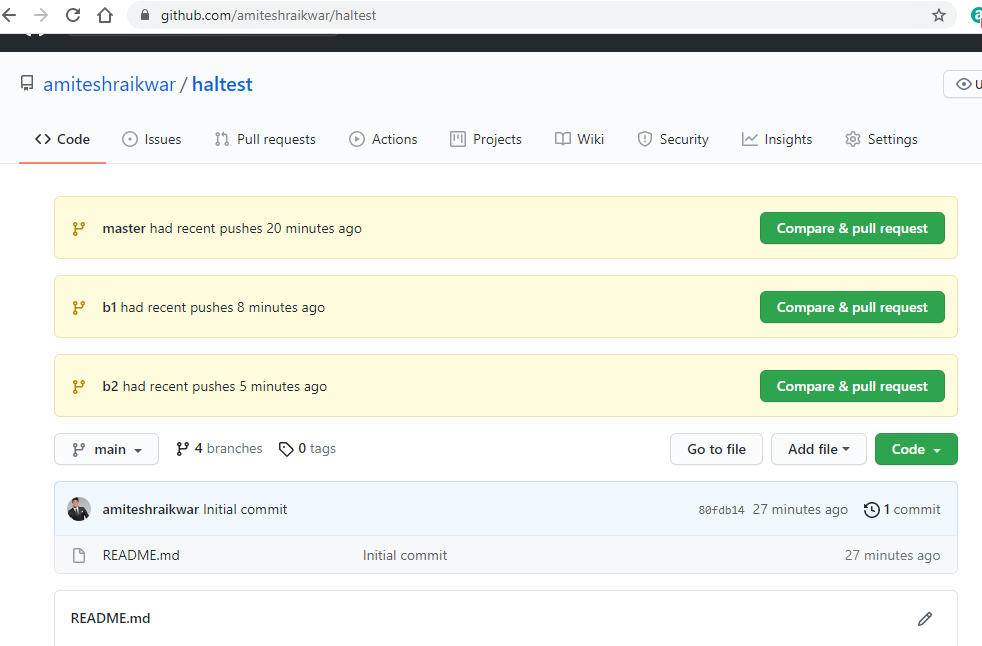 github.com/amiteshraikwar/haltest
amiteshraikwar / haltest
Code Issues Pull requests Actions Projects Wiki Security Insights Settings
master had recent pushes 20 minutes ago Compare & pull request
b1 had recent pushes 8 minutes ago Compare & pull request
b2 had recent pushes 5 minutes ago Compare & pull request
main 4 branches 0 tags Go to file Add file Code
amiteshraikwar Initial commit 80fdb14 27 minutes ago 1 commit
README.md Initial commit 27 minutes ago
README.md